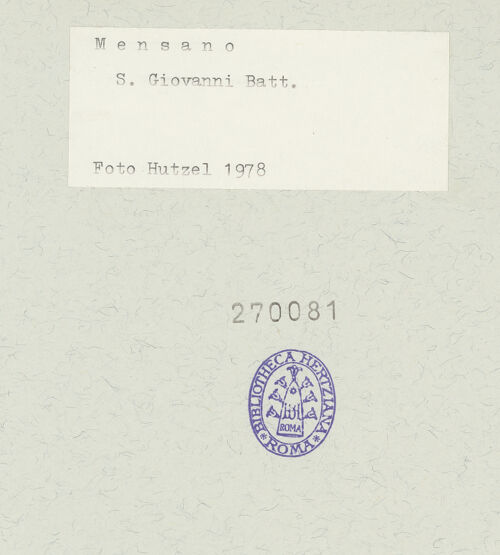 Mensano
S. Giovanni Batt.
Foto Hutzel 1978
270081
BIBLIOTHECA HERTZIANA
ROMA
* ROMA *